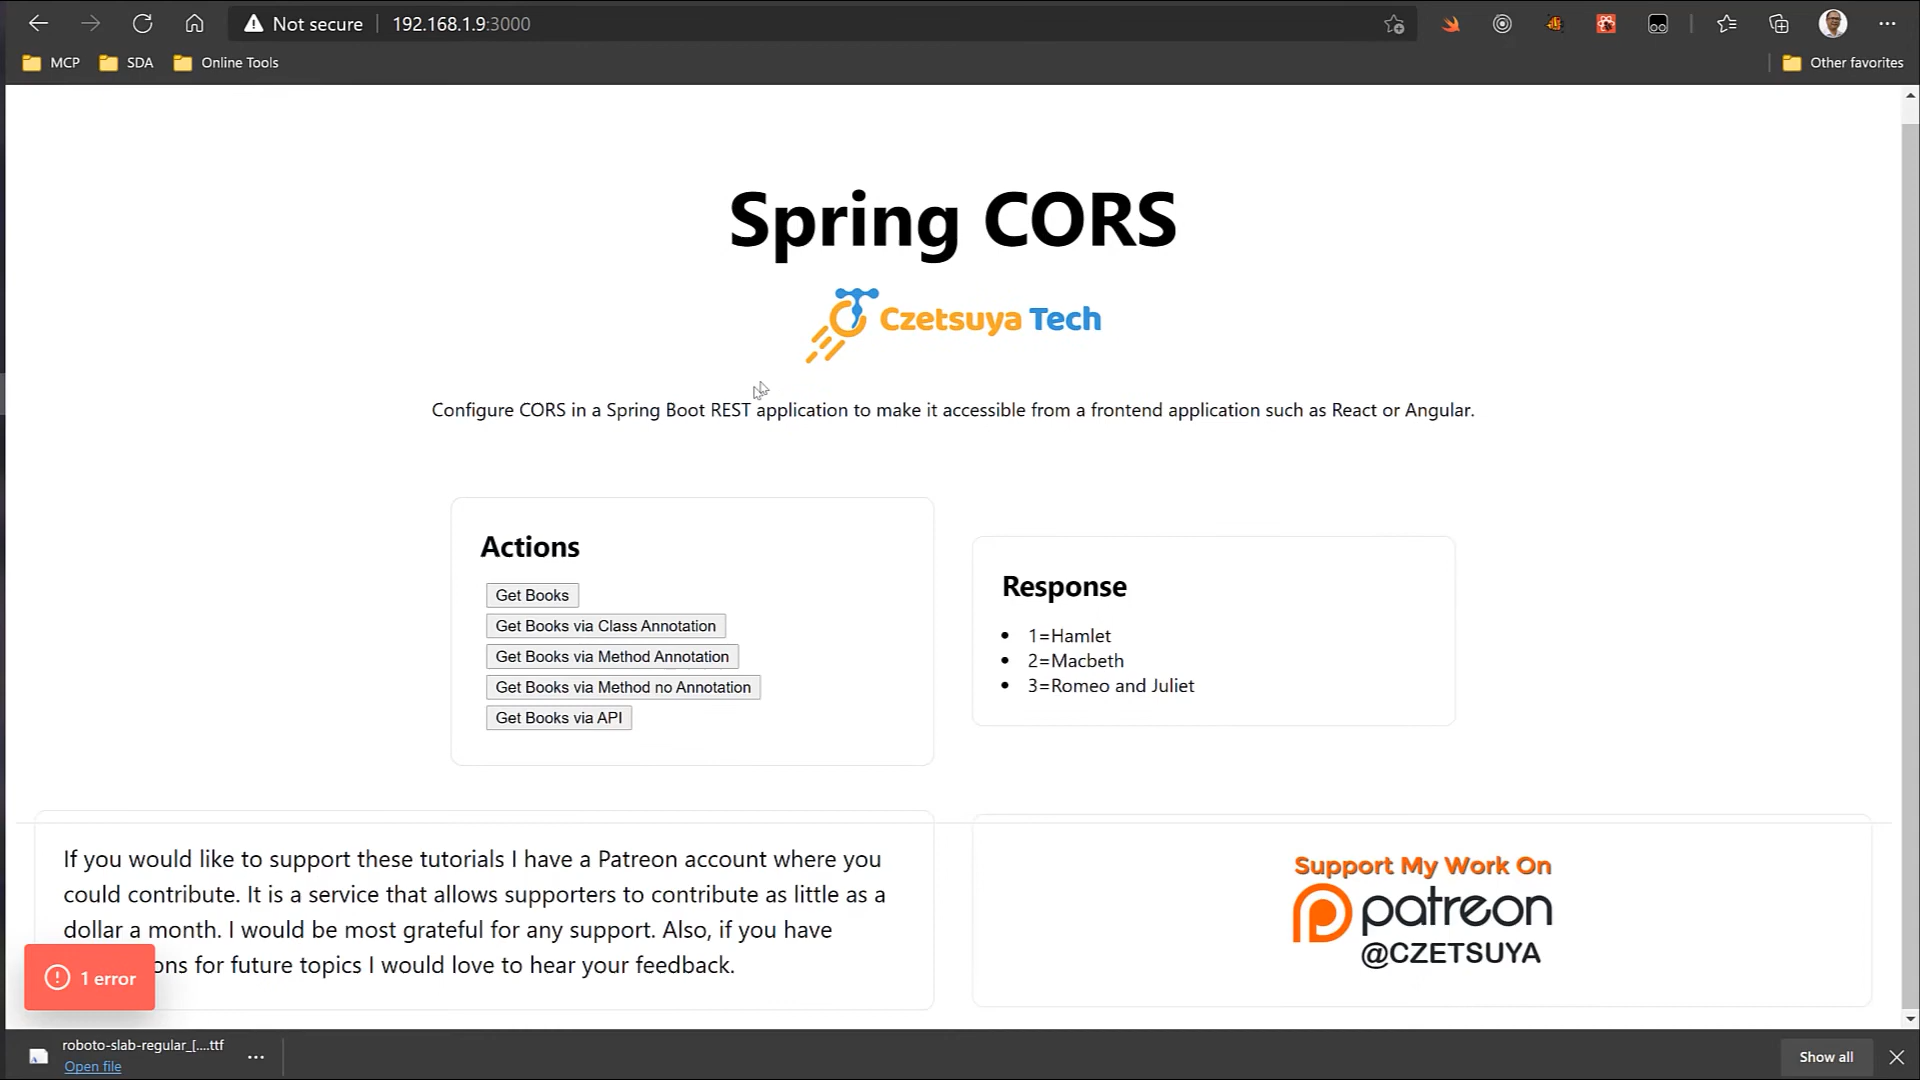 Not secure
192.168.1.9:3000
MCP
SDA
Online Tools
Other favorites
Spring CORS
Czetsuya Tech
Configure CORS in a Spring Boot REST application to make it accessible from a frontend application such as React or Angular.
Actions
Get Books
Get Books via Class Annotation
Get Books via Method Annotation
Get Books via Method no Annotation
Get Books via API
Response
1=Hamlet
2=Macbeth
3=Romeo and Juliet
If you would like to support these tutorials I have a Patreon account where you
could contribute. It is a service that allows supporters to contribute as little as a
dollar a month. I would be most grateful for any support. Also, if you have
ons for future topics I would love to hear your feedback.
Support My Work On
patreon
@CZETSUYA
1 error
roboto-slab-regular_[....ttf
Open file
Show all